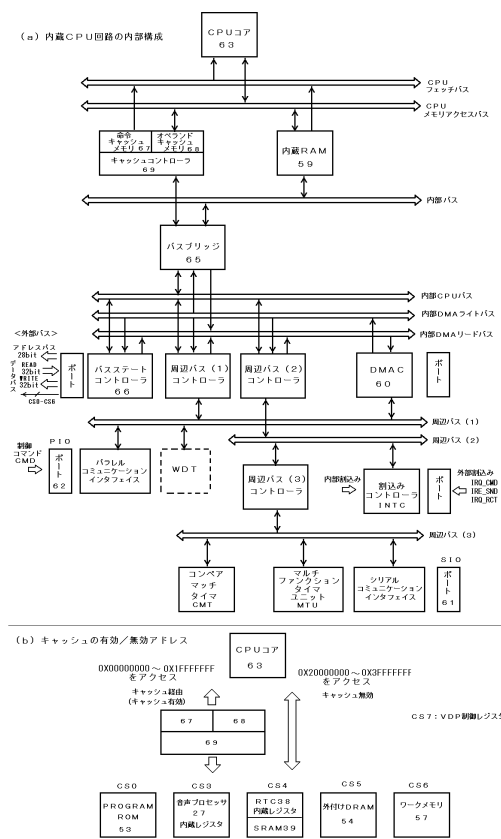 (a) 内蔵CPU回路の内部構成
CPUコア
63
CPU
フェッチバス
CPU
メモリアクセスバス
命令
キャッシュ
メモリ67
オペランド
キャッシュ
メモリ68
キャッシュコントローラ
69
内蔵RAM
59
内部バス
バスブリッジ
65
内部CPUバス
内部DMAライトバス
内部DMAリードバス
<外部バス>
アドレスバス
28bit
データバス
READ
32bit
WRITE
32bit
CS0-CS6
ポート
バスステート
コントローラ
66
周辺バス(1)
コントローラ
周辺バス(2)
コントローラ
DMAC
60
ポート
周辺バス(1)
周辺バス(2)
制御
コマンド
CMD
PIO
ポート
62
パラレル
コミュニケーション
インタフェイス
WDT
周辺バス(3)
コントローラ
内部割込み
割込み
コントローラ
INTC
ポート
外部割込み
IRQ_CMD
IRE_SND
IRQ_RCT
周辺バス(3)
コンペア
マッチ
タイマ
CMT
マルチ
ファンクション
タイマ
ユニット
MTU
シリアル
コミュニケーション
インタフェイス
SIO
ポート
61
(b) キャッシュの有効/無効アドレス
CPUコア
63
0X00000000~0X1FFFFFFF
をアクセス
キャッシュ経由
(キャッシュ有効)
0X20000000~0X3FFFFFFF
をアクセス
キャッシュ無効
67
68
69
CS7:VDP制御レジスタ
CS0
PROGRAM
ROM
53
CS3
音声プロセッサ
27
内蔵レジスタ
CS4
RTC38
内蔵レジスタ
SRAM39
CS5
外付けDRAM
54
CS6
ワークメモリ
57